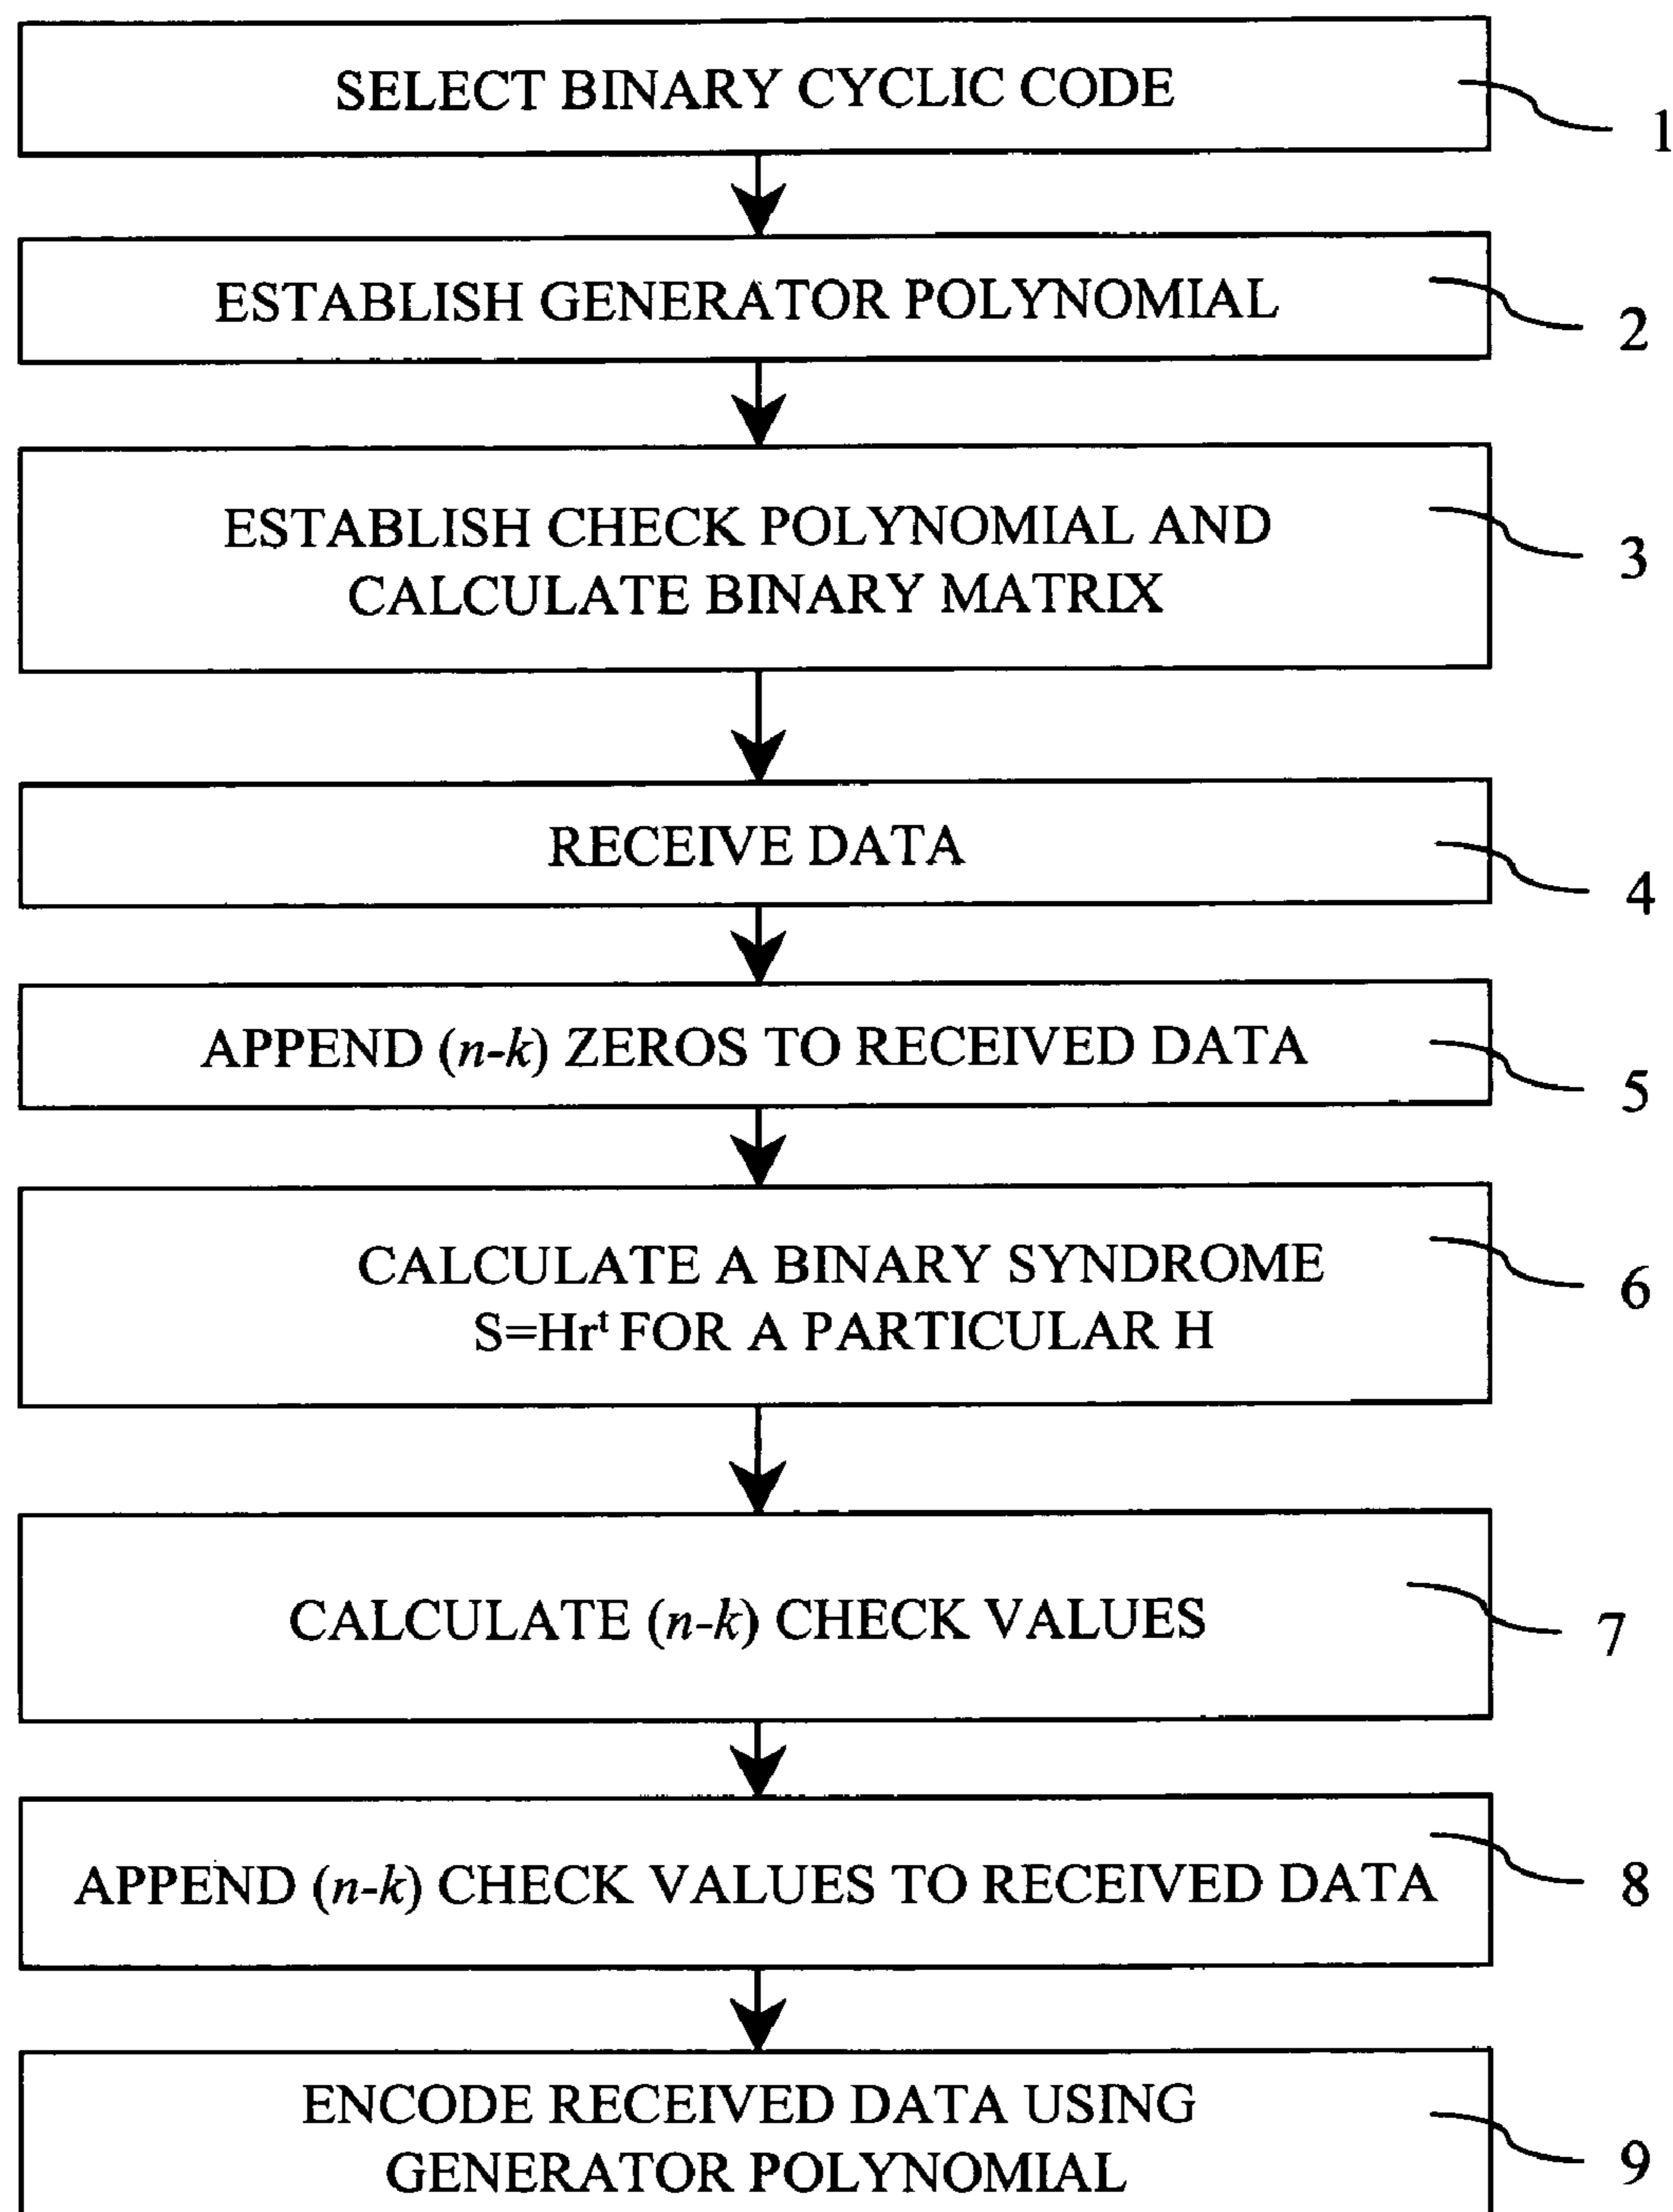 SELECT BINARY CYCLIC CODE
1
ESTABLISH GENERATOR POLYNOMIAL
2
ESTABLISH CHECK POLYNOMIAL AND
CALCULATE BINARY MATRIX
3
RECEIVE DATA
4
APPEND (n-k) ZEROS TO RECEIVED DATA
5
CALCULATE A BINARY SYNDROME
S=Hrᵗ FOR A PARTICULAR H
6
CALCULATE (n-k) CHECK VALUES
7
APPEND (n-k) CHECK VALUES TO RECEIVED DATA
8
ENCODE RECEIVED DATA USING
GENERATOR POLYNOMIAL
9